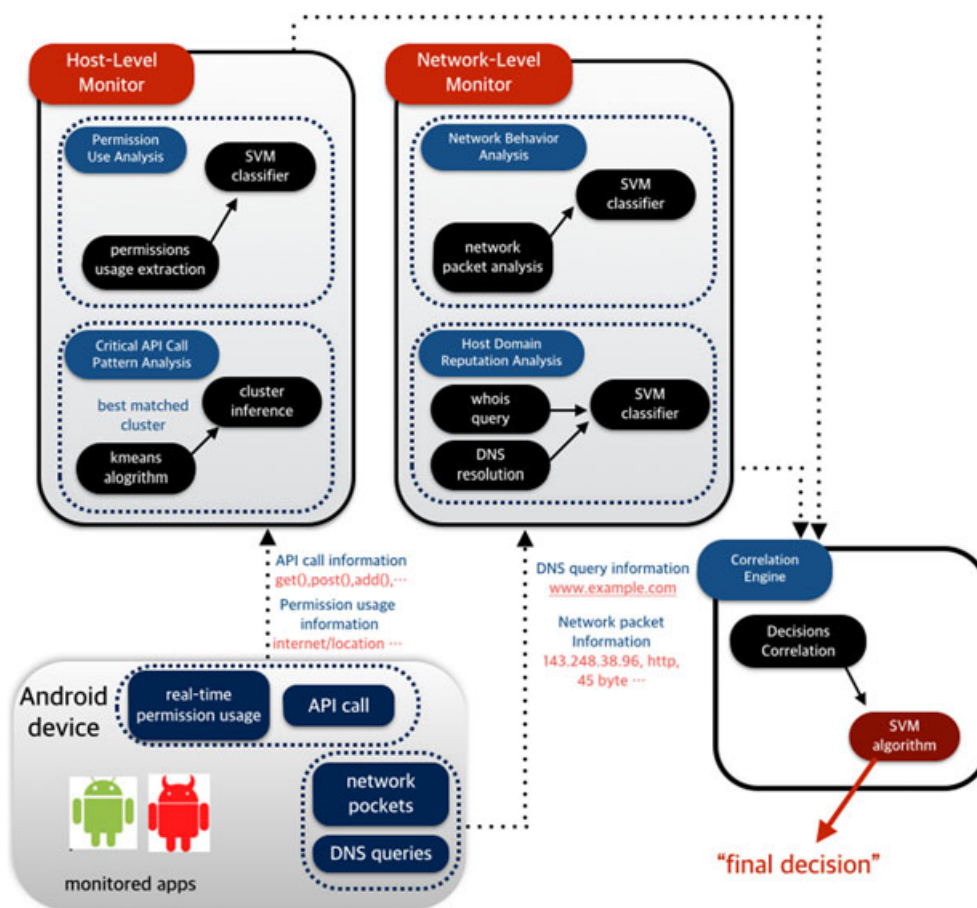 Host-Level
Monitor
Permission
Use Analysis
SVM
classifier
permissions
usage extraction
Critical API Call
Pattern Analysis
best matched
cluster
cluster
inference
kmeans
alogrithm
Network-Level
Monitor
Network Behavior
Analysis
SVM
classifier
network
packet analysis
Host Domain
Reputation Analysis
whois
query
SVM
classifier
DNS
resolution
API call information
get(),post(),add(),...
Permission usage
information
internet/location ...
DNS query information
www.example.com
Network packet
Information
143.248.38.96, http,
45 byte ...
Correlation
Engine
Decisions
Correlation
SVM
algorithm
"final decision"
Android
device
real-time
permission usage
API call
network
pockets
DNS queries
monitored apps